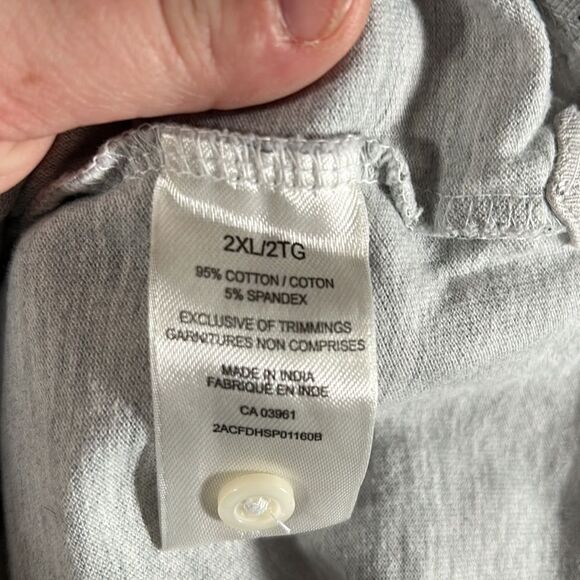 2XL/2TG
95% COTTON / COTON
5% SPANDEX
EXCLUSIVE OF TRIMMINGS
GARNITURES NON COMPRISES
MADE IN INDIA
FABRIQUÉ EN INDE
CA 03961
2ACFDHSP01160B